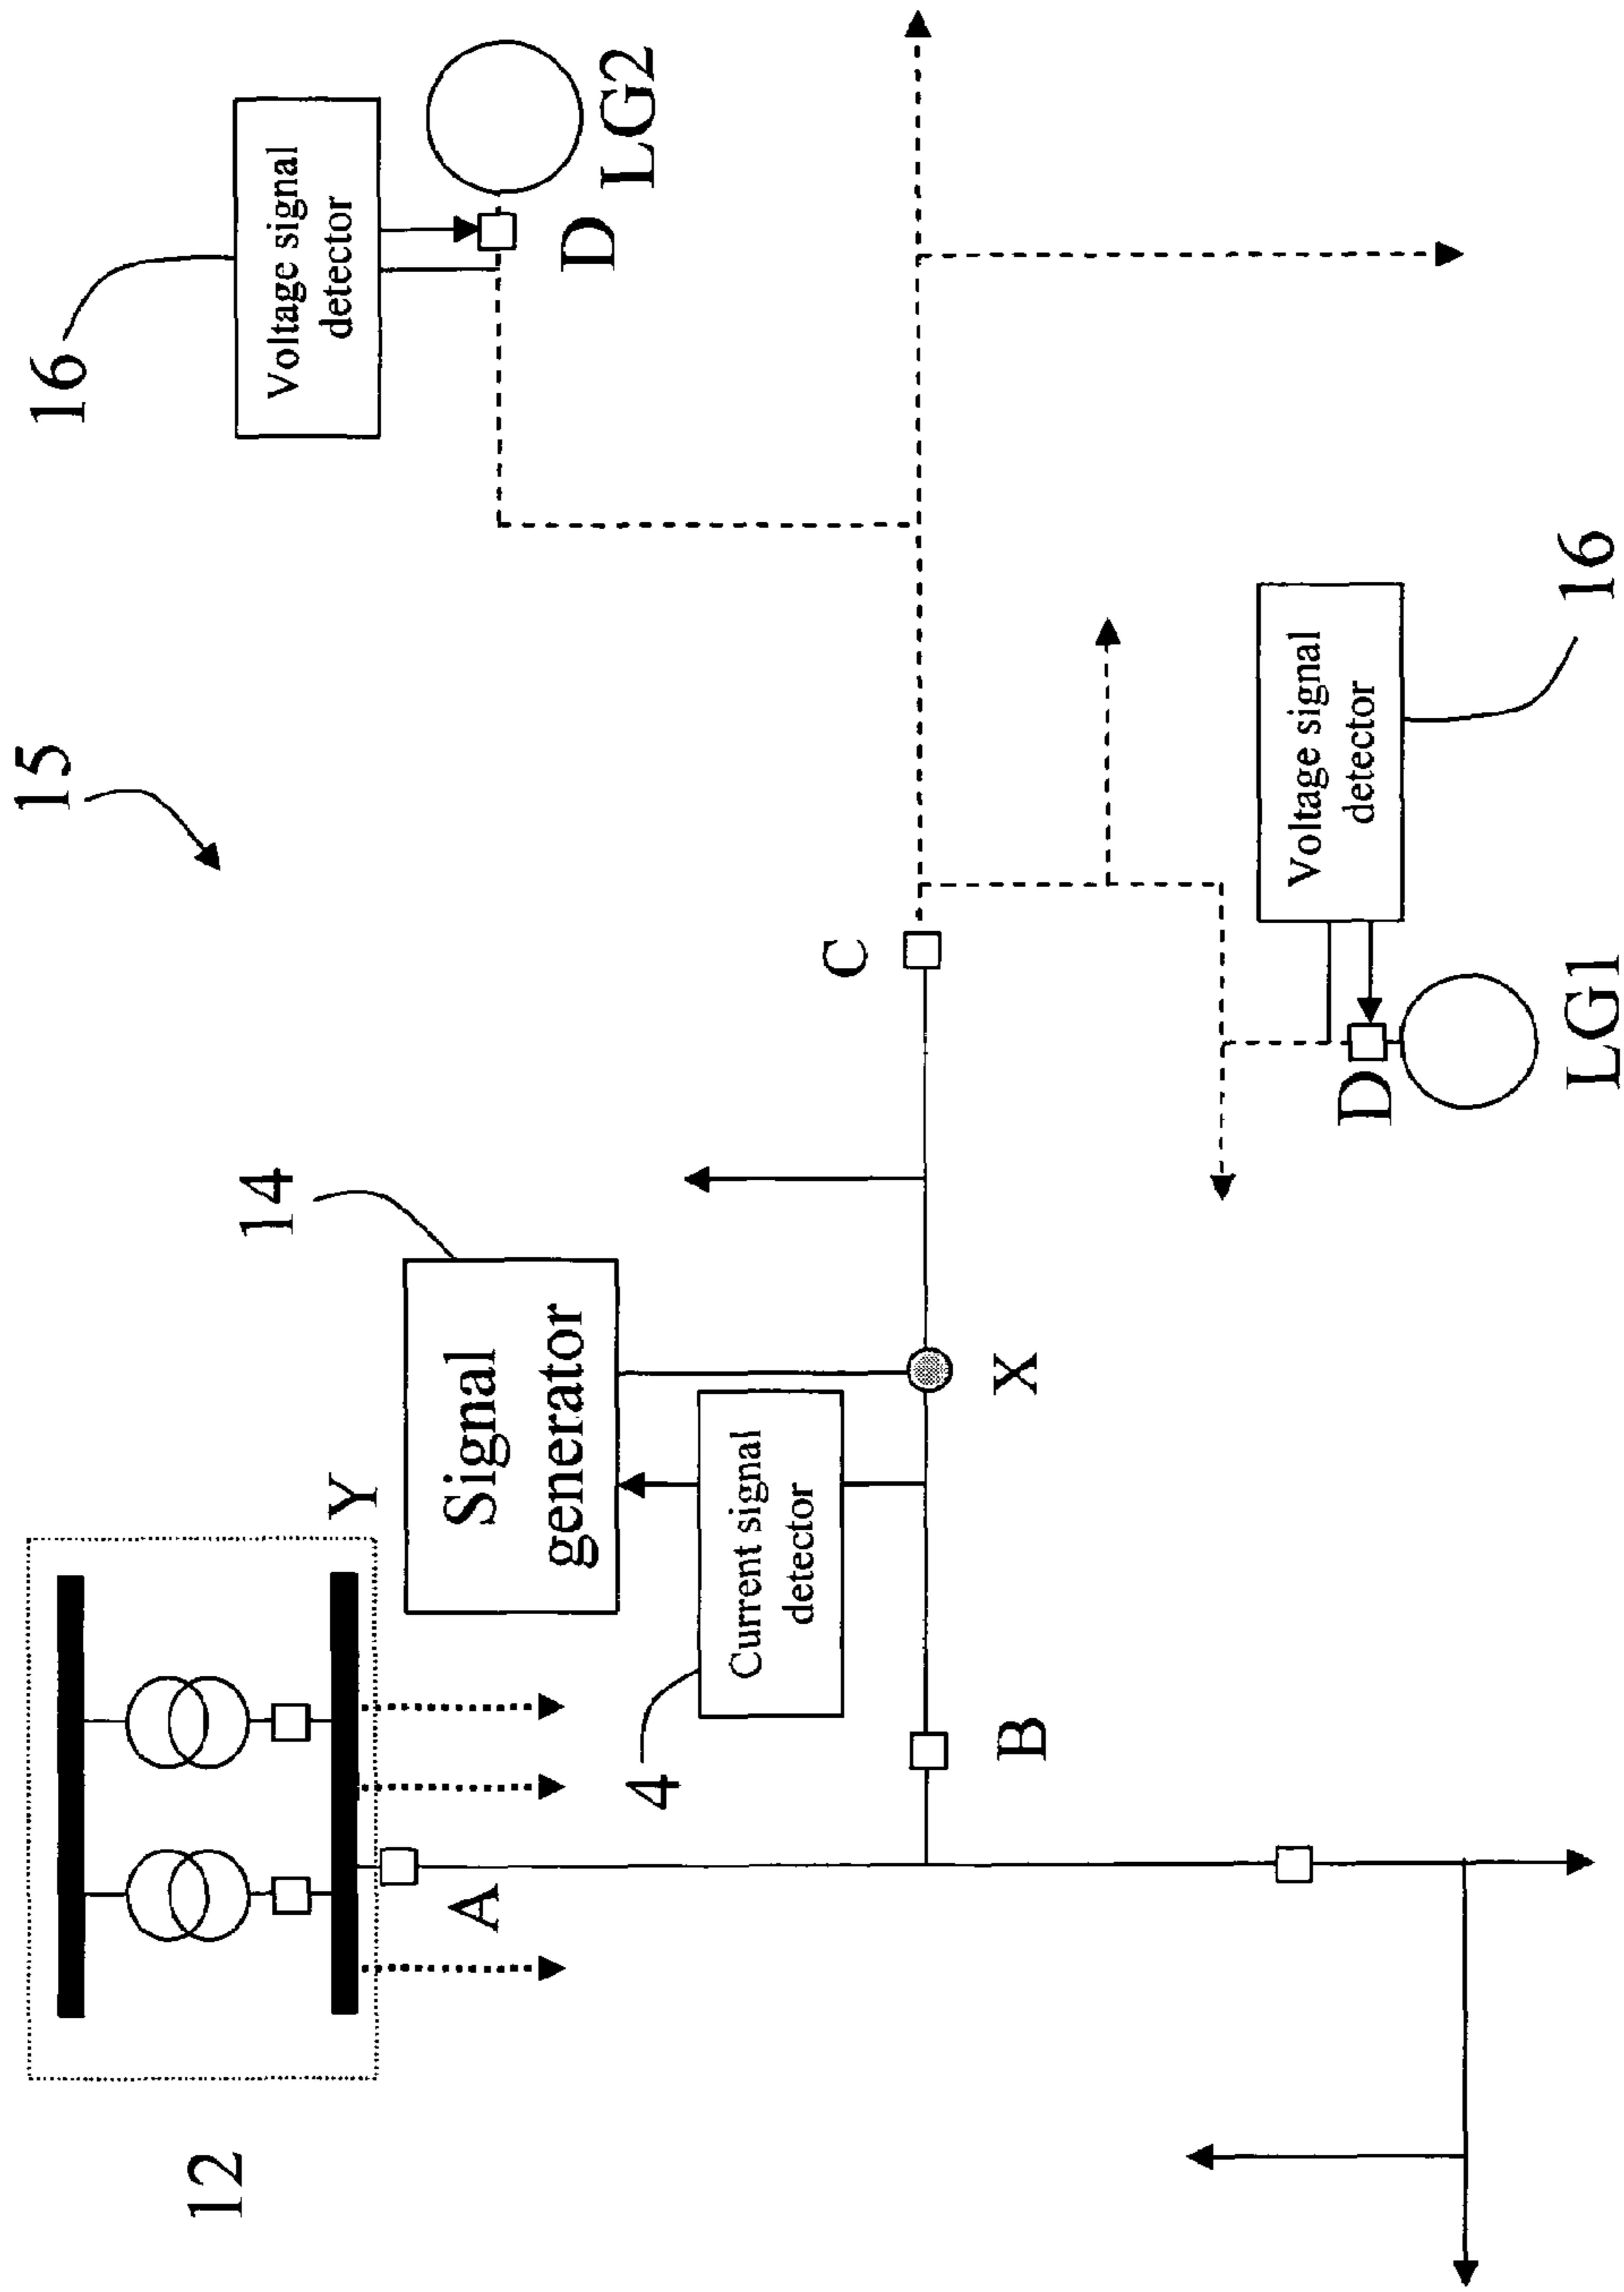 15
16
Voltage signal
detector
D
LG2
12
Y
14
Signal
generator
4
Current signal
detector
A
B
X
C
16
Voltage signal
detector
D
LG1